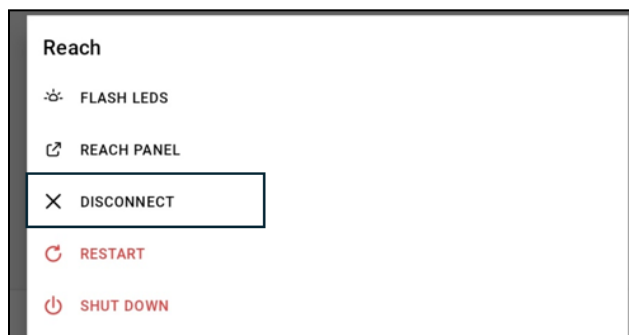 Reach
FLASH LEDS
REACH PANEL
DISCONNECT
RESTART
SHUT DOWN